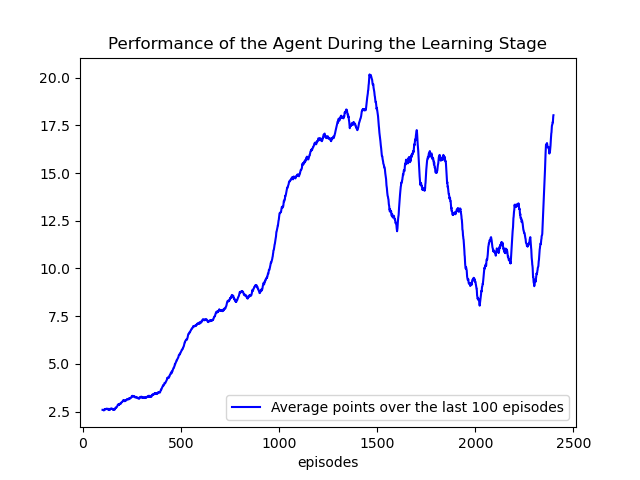 Performance of the Agent During the Learning Stage
20.0
17.5
15.0
12.5
10.0
7.5
5.0
2.5
Average points over the last 100 episodes
0 500 1000 1500 2000 2500
episodes